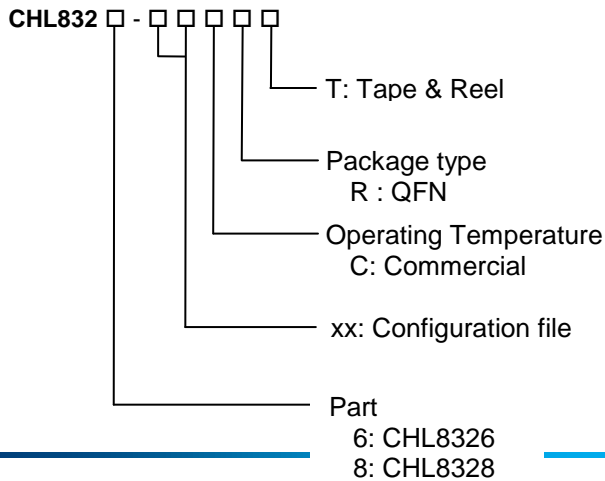 CHL832 □ - □ □ □ □ □
T: Tape & Reel
Package type
R : QFN
Operating Temperature
C: Commercial
xx: Configuration file
Part
6: CHL8326
8: CHL8328